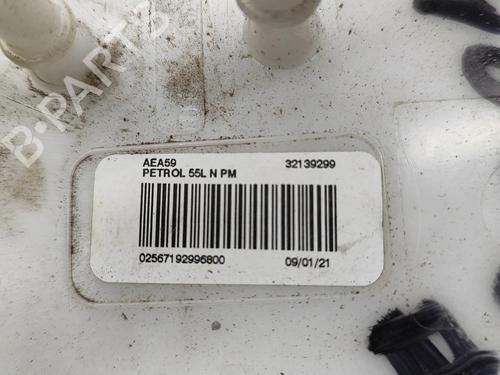 B-PARTS
AEA59 32139299
PETROL 55L N PM
02567192996800 09/01/21